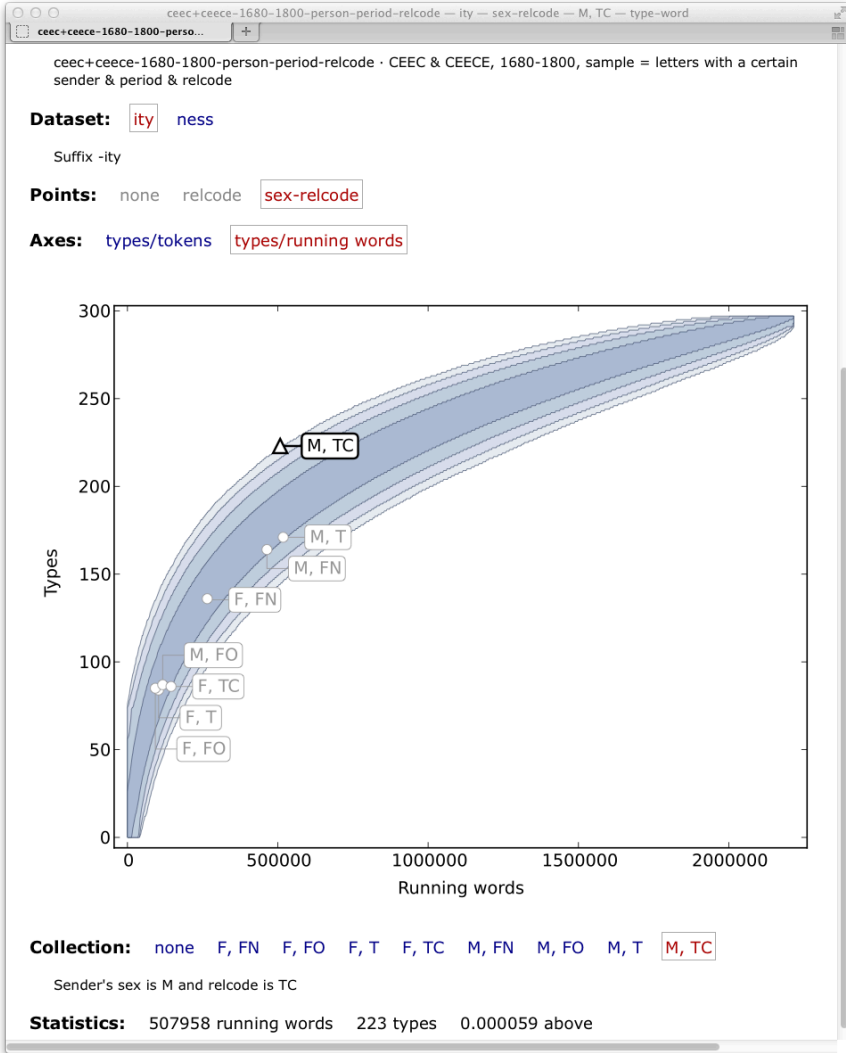 ceec+ceece-1680-1800-person-period-relcode — ity — sex-relcode — M, TC — type-word
ceec+ceece-1680-1800-perso...
+
ceec+ceece-1680-1800-person-period-relcode · CEEC & CEECE, 1680-1800, sample = letters with a certain
sender & period & relcode
Dataset: ity ness
Suffix -ity
Points: none relcode sex-relcode
Axes: types/tokens types/running words
300
250
M, TC
200
M, T
150
M, FN
F, FN
M, FO
100
F, TC
F, T
50
F, FO
0
Types
0 500000 1000000 1500000 2000000
Running words
Collection: none F, FN F, FO F, T F, TC M, FN M, FO M, T M, TC
Sender's sex is M and relcode is TC
Statistics: 507958 running words 223 types 0.000059 above